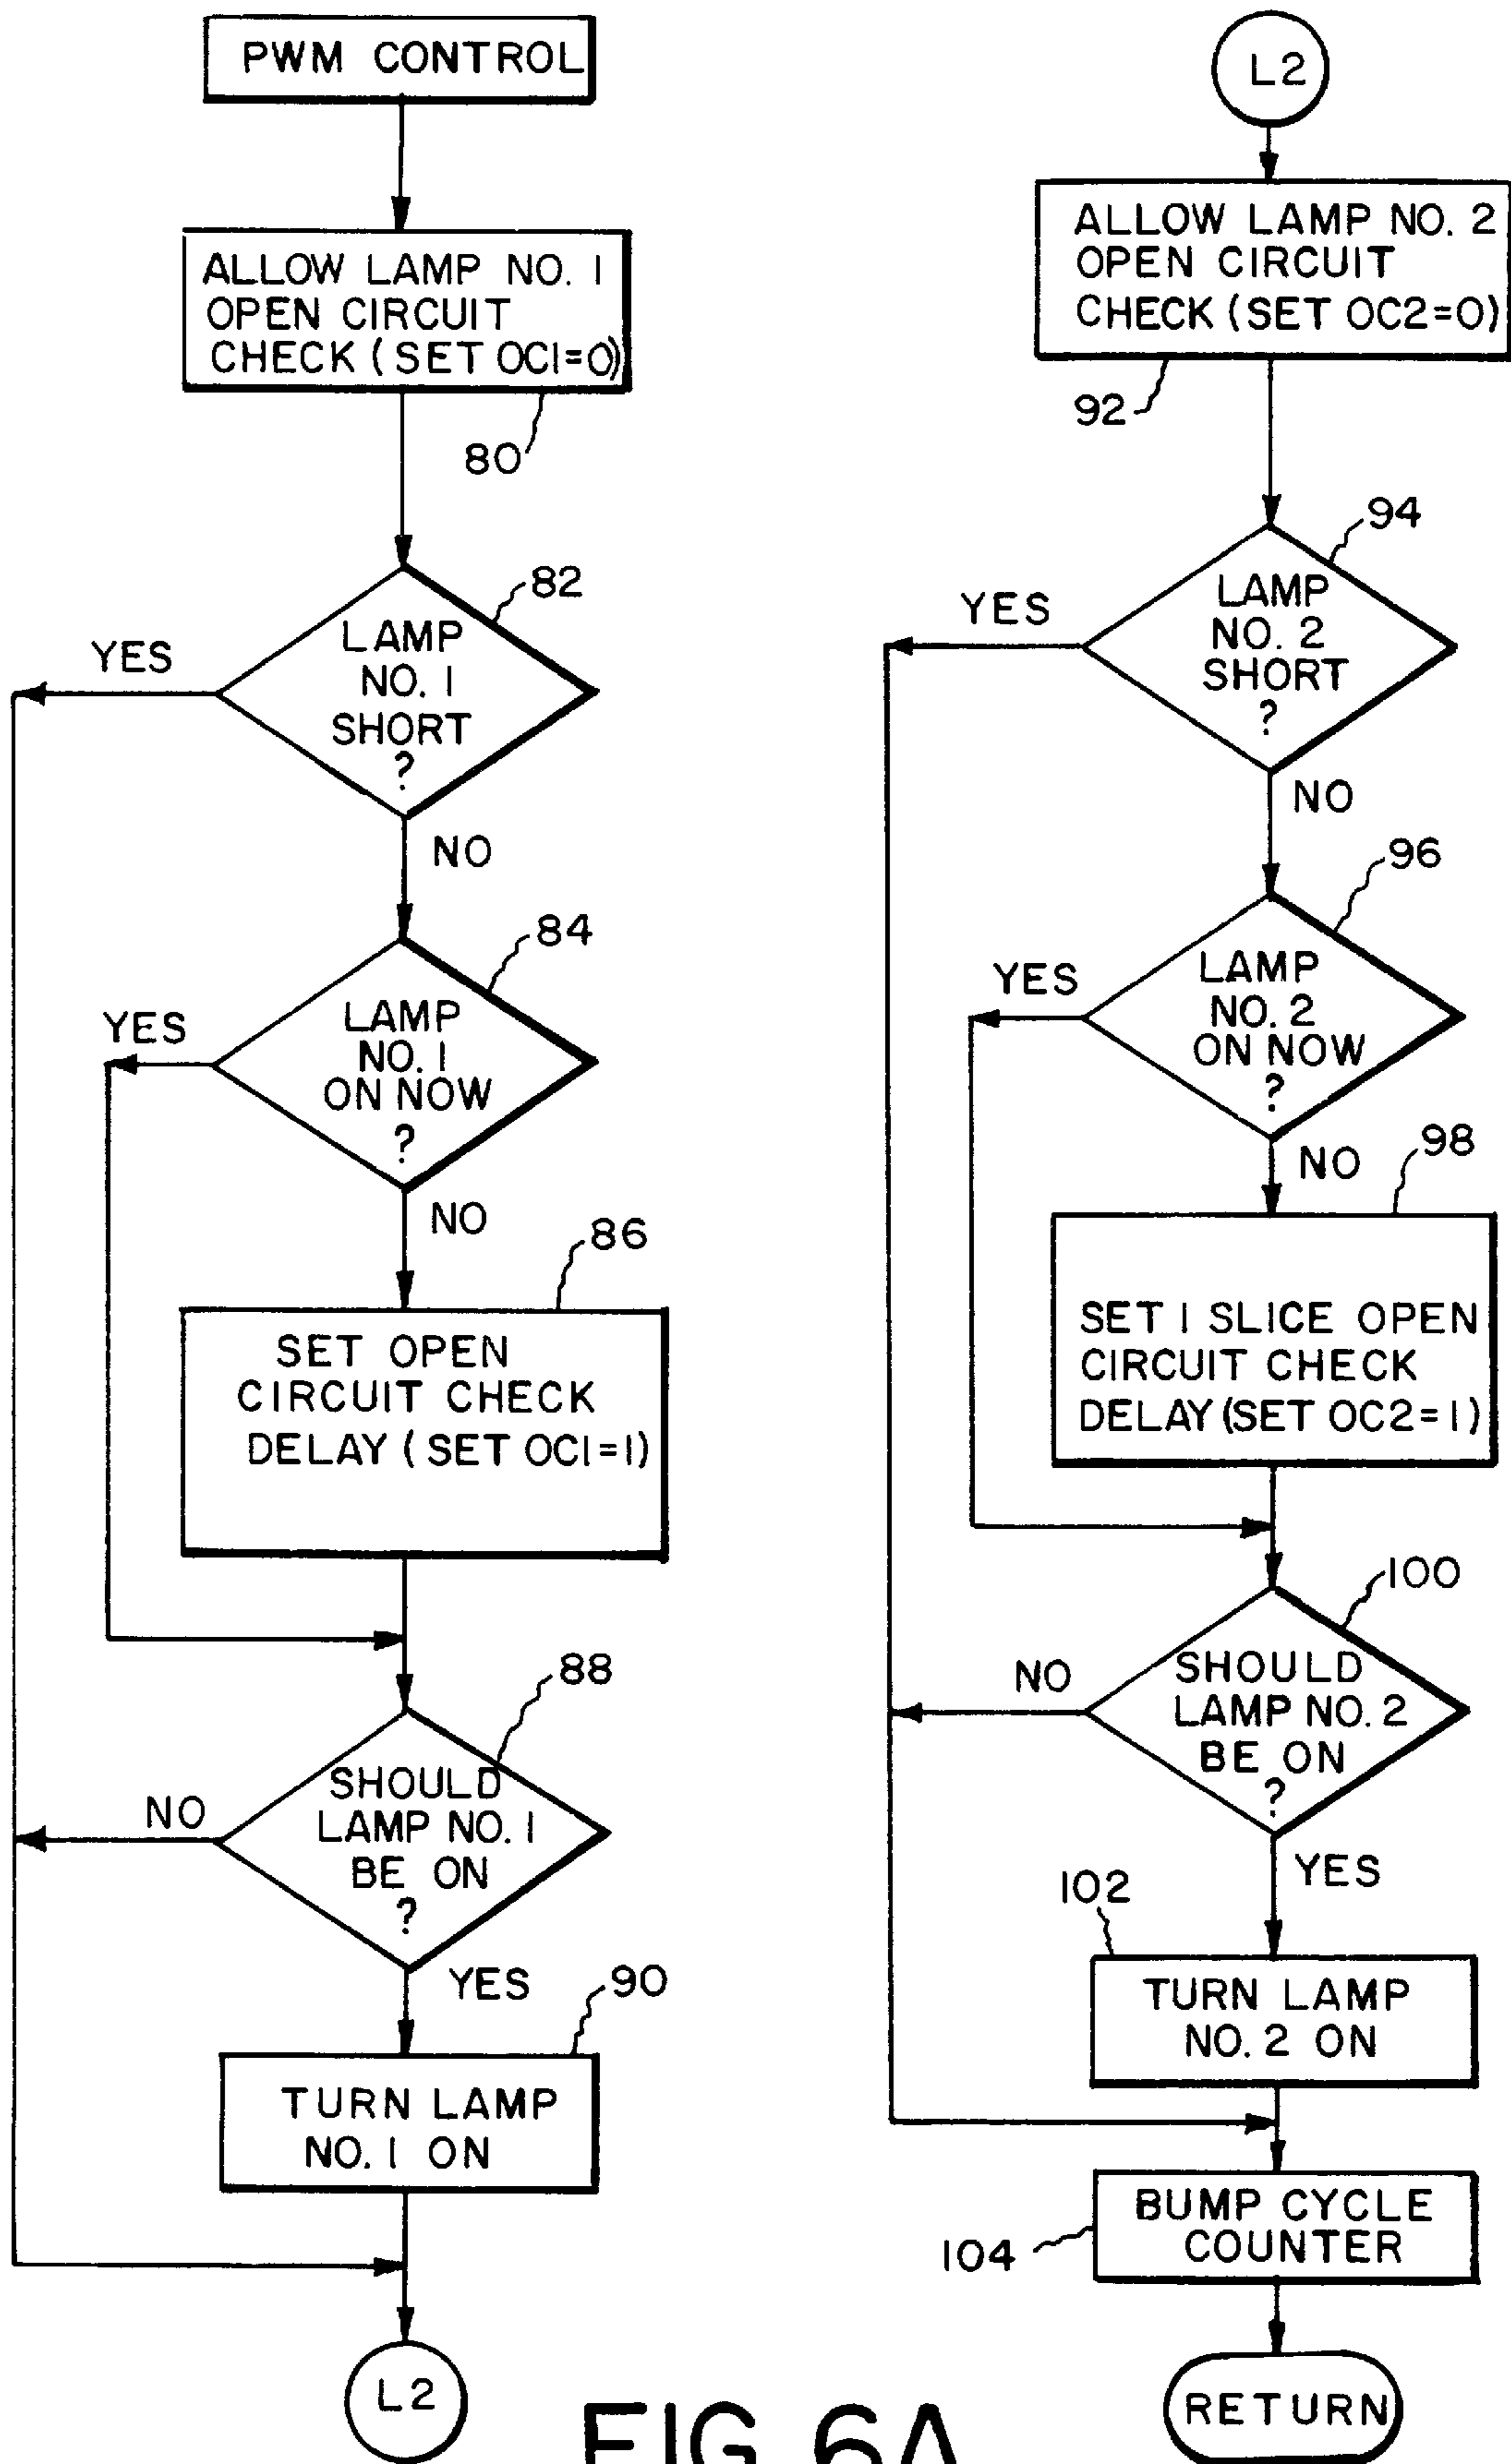 PWM CONTROL
ALLOW LAMP NO. 1
OPEN CIRCUIT
CHECK (SET OC1=0)
80
LAMP
NO. 1
SHORT
?
82
YES
NO
LAMP
NO. 1
ON NOW
?
84
YES
NO
SET OPEN
CIRCUIT CHECK
DELAY (SET OC1=1)
86
SHOULD
LAMP NO. 1
BE ON
?
88
NO
YES
TURN LAMP
NO. 1 ON
90
L2
L2
ALLOW LAMP NO. 2
OPEN CIRCUIT
CHECK (SET OC2=0)
92
LAMP
NO. 2
SHORT
?
94
YES
NO
LAMP
NO. 2
ON NOW
?
96
YES
NO
SET 1 SLICE OPEN
CIRCUIT CHECK
DELAY (SET OC2=1)
98
SHOULD
LAMP NO. 2
BE ON
?
100
NO
YES
TURN LAMP
NO. 2 ON
102
BUMP CYCLE
COUNTER
104
RETURN
FIG. 6A